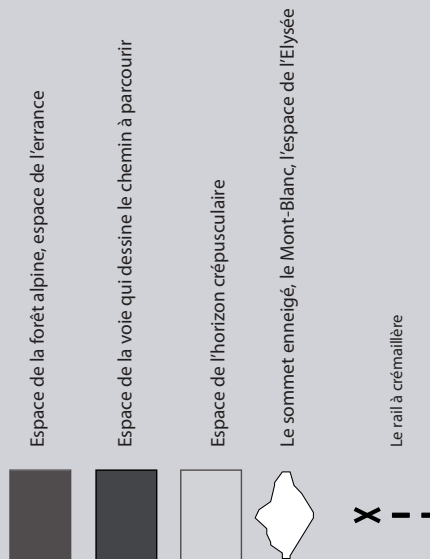 Espace de la forêt alpine, espace de l'errance
Espace de la voie qui dessine le chemin à parcourir
Espace de l'horizon crépusculaire
Le sommet enneigé, le Mont-Blanc, l'espace de l'Elysée
Le rail à crémaillère